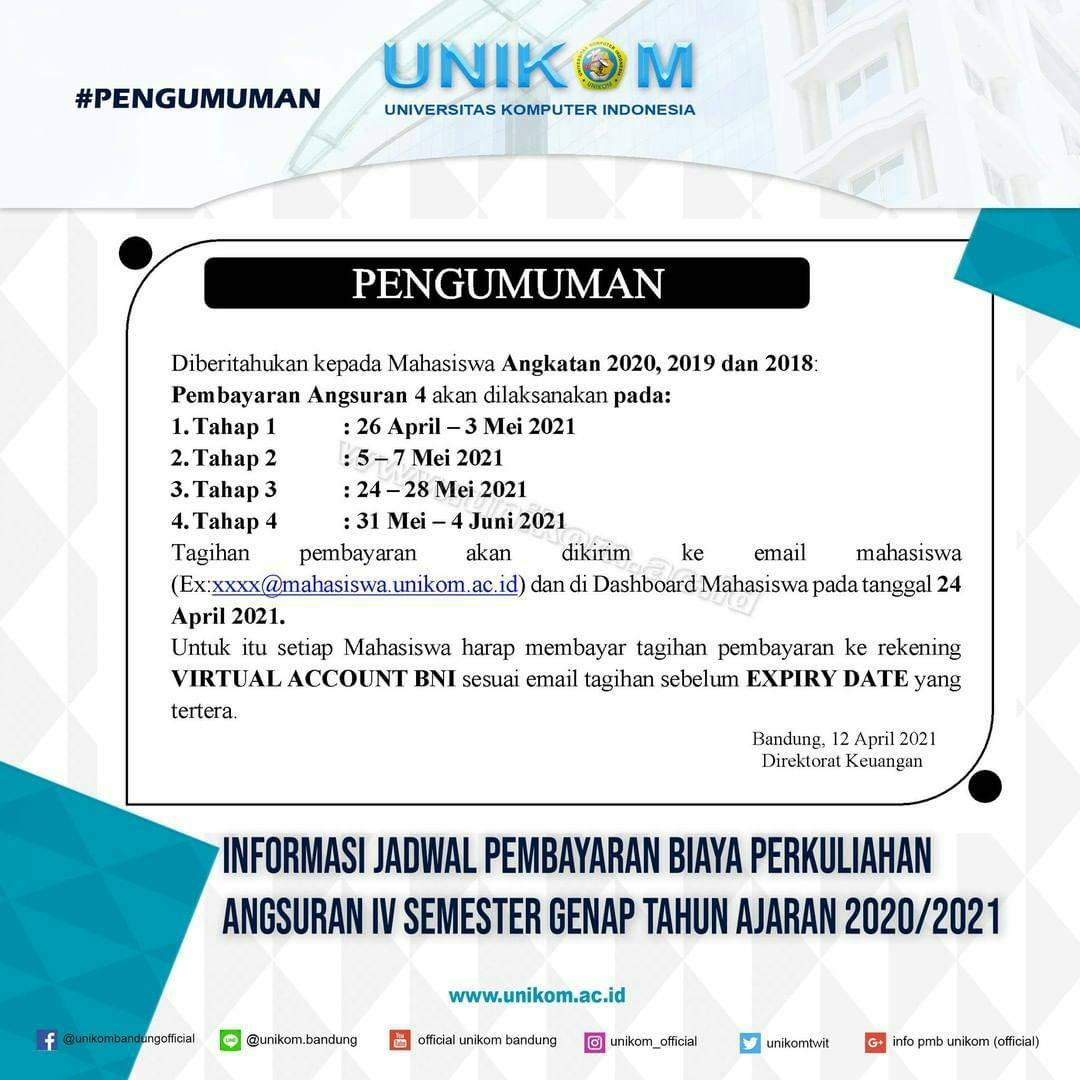 #PENGUMUMAN
UNIKOM
UNIVERSITAS KOMPUTER INDONESIA
PENGUMUMAN
Diberitahukan kepada Mahasiswa Angkatan 2020, 2019 dan 2018:
Pembayaran Angsuran 4 akan dilaksanakan pada:
1. Tahap 1 : 26 April – 3 Mei 2021
2. Tahap 2 : 5 – 7 Mei 2021
3. Tahap 3 : 24 – 28 Mei 2021
4. Tahap 4 : 31 Mei – 4 Juni 2021
www.unikom.ac.id
Tagihan pembayaran akan dikirim ke email mahasiswa
(Ex:xxxx@mahasiswa.unikom.ac.id) dan di Dashboard Mahasiswa pada tanggal 24
April 2021.
Untuk itu setiap Mahasiswa harap membayar tagihan pembayaran ke rekening
VIRTUAL ACCOUNT BNI sesuai email tagihan sebelum EXPIRY DATE yang
tertera.
Bandung, 12 April 2021
Direktorat Keuangan
INFORMASI JADWAL PEMBAYARAN BIAYA PERKULIAHAN
ANGSURAN IV SEMESTER GENAP TAHUN AJARAN 2020/2021
www.unikom.ac.id
@unikombandungofficial @unikom.bandung official unikom bandung unikom_official unikomtwit info pmb unikom (official)